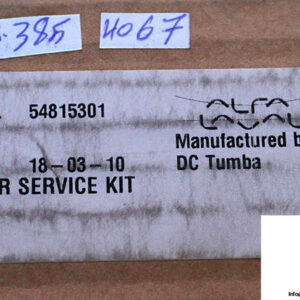 385
4067
54815301
ALFA
LAVAL
18-03-10
Manufactured b
R SERVICE KIT
DC Tumba